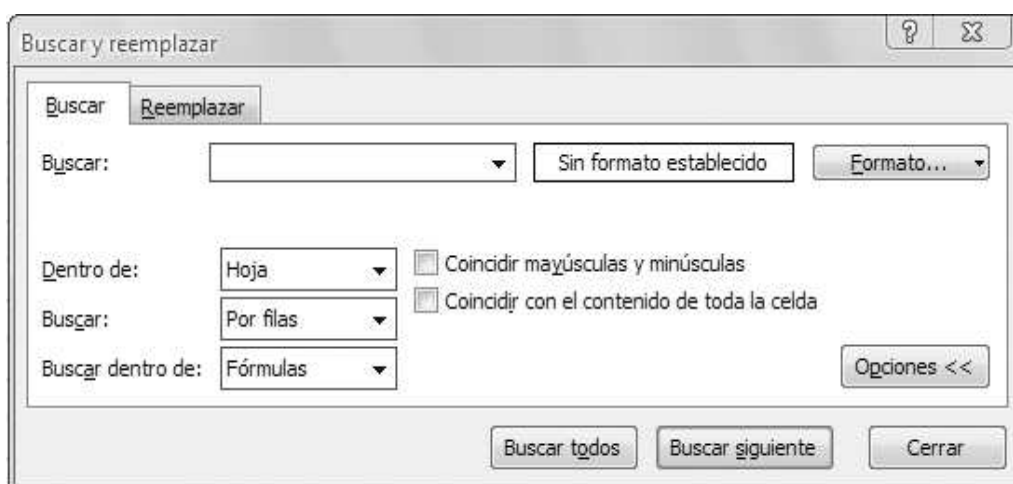 Buscar y reemplazar
Buscar Reemplazar
Buscar: Sin formato establecido Formato...
Dentro de: Hoja Coincidir mayúsculas y minúsculas
Buscar: Por filas Coincidir con el contenido de toda la celda
Buscar dentro de: Fórmulas Opciones <<
Buscar todos Buscar siguiente Cerrar